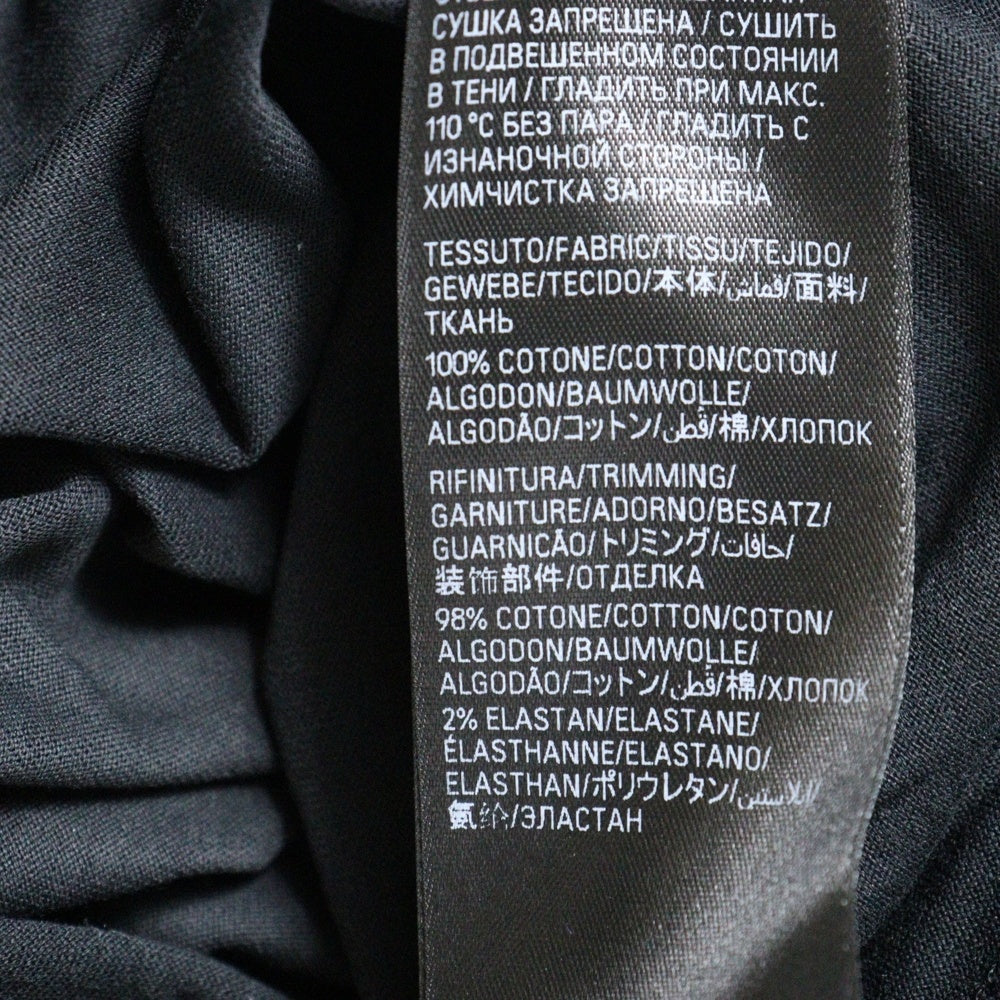 СУШКА ЗАПРЕЩЕНА / СУШИТЬ
В ПОДВЕШЕННОМ СОСТОЯНИИ
В ТЕНИ / ГЛАДИТЬ ПРИ МАКС.
110 °C БЕЗ ПАРА / ГЛАДИТЬ С
ИЗНАНОЧНОЙ СТОРОНЫ /
ХИМЧИСТКА ЗАПРЕЩЕНА
TESSUTO/FABRIC/TISSU/TEJIDO/
GEWEBE/TECIDO/本体/قماش/面料/
ТКАНЬ
100% COTONE/COTTON/COTON/
ALGODON/BAUMWOLLE/
ALGODÃO/コットン/قطن/棉/ХЛОПОК
RIFINITURA/TRIMMING/
GARNITURE/ADORNO/BESATZ/
GUARNICÃO/トリミング/حافات/
装饰部件/ОТДЕЛКА
98% COTONE/COTTON/COTON/
ALGODON/BAUMWOLLE/
ALGODÃO/コットン/قطن/棉/ХЛОПОК
2% ELASTAN/ELASTANE/
ÉLASTHANNE/ELASTANO/
ELASTHAN/ポリウレタン/
氨纶/ЭЛАСТАН